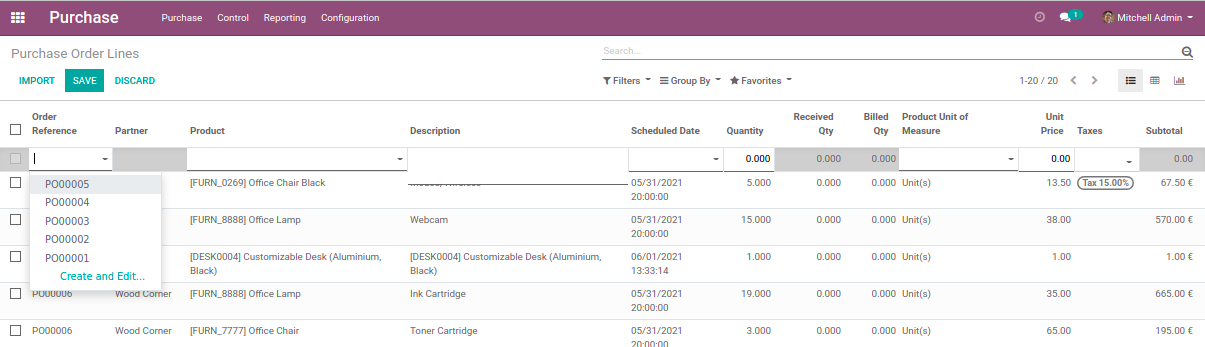 Purchase Purchase Control Reporting Configuration 1 Mitchell Admin
Purchase Order Lines Search...
IMPORT SAVE DISCARD Filters Group By Favorites 1-20 / 20
Order Reference Partner Product Description Scheduled Date Quantity Received Qty Billed Qty Product Unit of Measure Unit Price Taxes Subtotal
0.000 0.000 0.000 0.00 0.00
PO00005
PO00004
PO00003
PO00002
PO00001
Create and Edit...
[FURN_0269] Office Chair Black 05/31/2021 20:00:00 5.000 0.000 0.000 Unit(s) 13.50 Tax 15.00% 67.50 €
[FURN_8888] Office Lamp Webcam 05/31/2021 20:00:00 15.000 0.000 0.000 Unit(s) 38.00 570.00 €
[DESK0004] Customizable Desk (Aluminium, Black) [DESK0004] Customizable Desk (Aluminium, Black) 06/01/2021 13:33:14 1.000 0.000 0.000 Unit(s) 1.00 1.00 €
PO00006 Wood Corner [FURN_8888] Office Lamp Ink Cartridge 05/31/2021 20:00:00 19.000 0.000 0.000 Unit(s) 35.00 665.00 €
PO00006 Wood Corner [FURN_7777] Office Chair Toner Cartridge 05/31/2021 20:00:00 3.000 0.000 0.000 Unit(s) 65.00 195.00 €